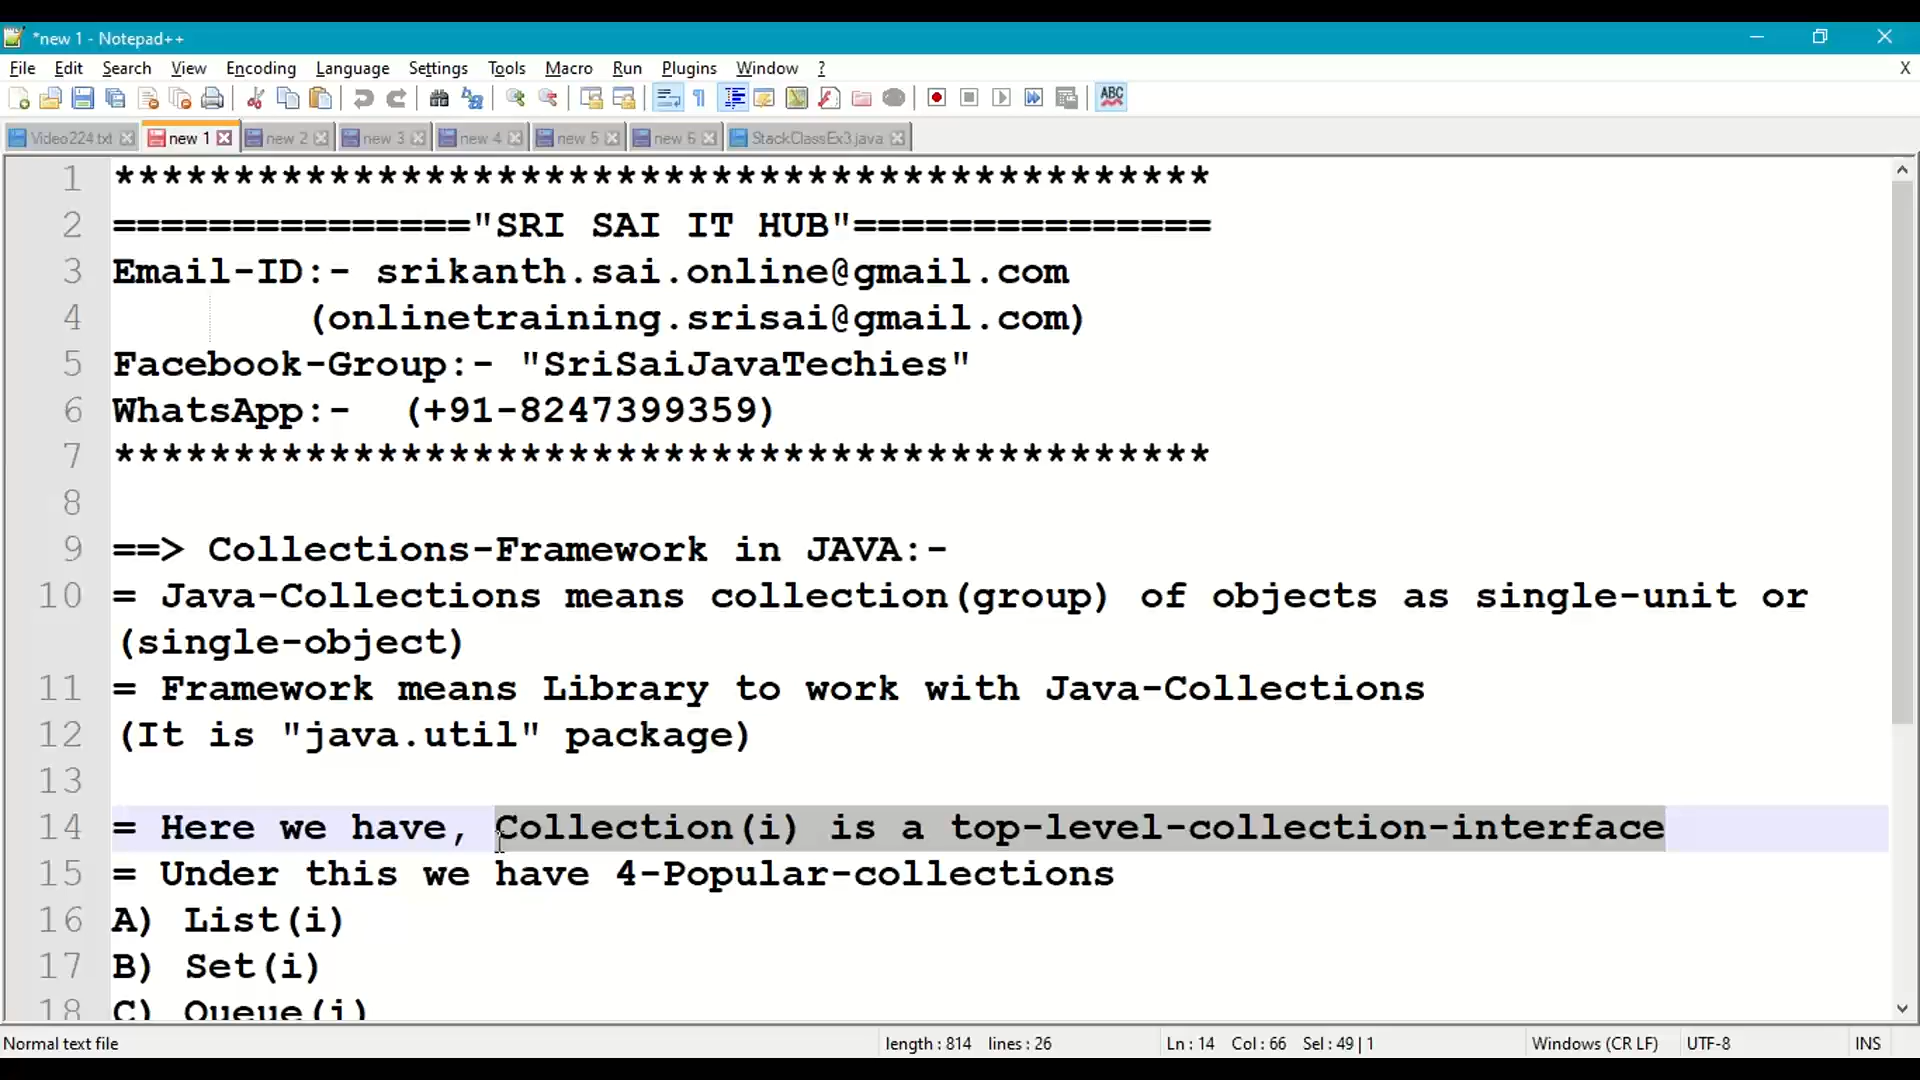 *new 1 - Notepad++
File Edit Search View Encoding Language Settings Tools Macro Run Plugins Window ? X
ABC
Video224.txt new 1 new 2 new 3 new 4 new 5 new 6 StackClassEx3.java
1 **********************************************
2 ==============="SRI SAI IT HUB"===============
3 Email-ID:- srikanth.sai.online@gmail.com
4 (onlinetraining.srisai@gmail.com)
5 Facebook-Group:- "SriSaiJavaTechies"
6 WhatsApp:- (+91-8247399359)
7 **********************************************
8
9 ==> Collections-Framework in JAVA:-
10 = Java-Collections means collection(group) of objects as single-unit or
(single-object)
11 = Framework means Library to work with Java-Collections
12 (It is "java.util" package)
13
14 = Here we have, Collection(i) is a top-level-collection-interface
15 = Under this we have 4-Popular-collections
16 A) List(i)
17 B) Set(i)
18 C) Queue(i)
Normal text file length : 814 lines : 26 Ln : 14 Col : 66 Sel : 49 | 1 Windows (CR LF) UTF-8 INS